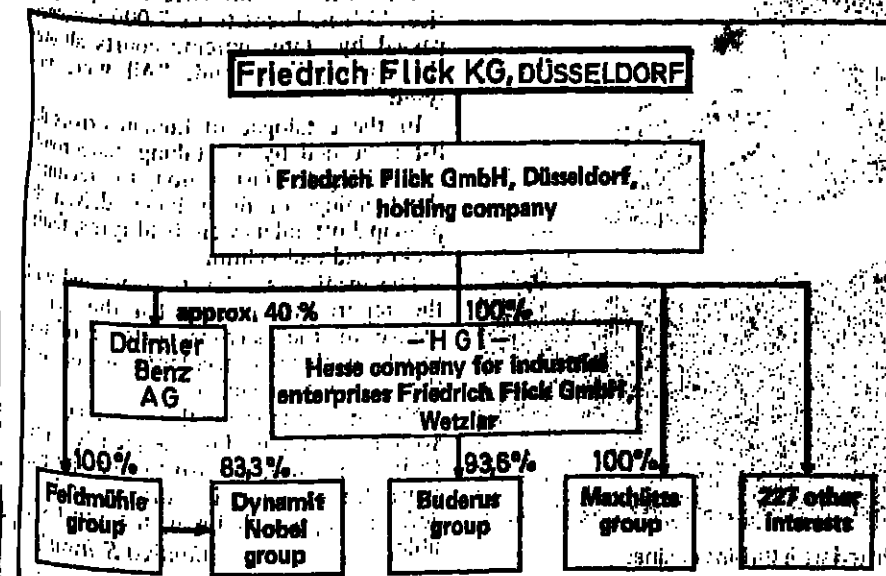 Friedrich Flick KG, DÜSSELDORF
Friedrich Flick GmbH, Düsseldorf,
holding company
approx. 40 %
100%
Daimler
Benz
AG
— H G I —
Hesse company for industrial
enterprises Friedrich Flick GmbH,
Wetzlar
100%
83,3%
93,6%
100%
Feldmühle
group
Dynamit
Nobel
group
Buderus
group
Maxhütte
group
227 other
interests